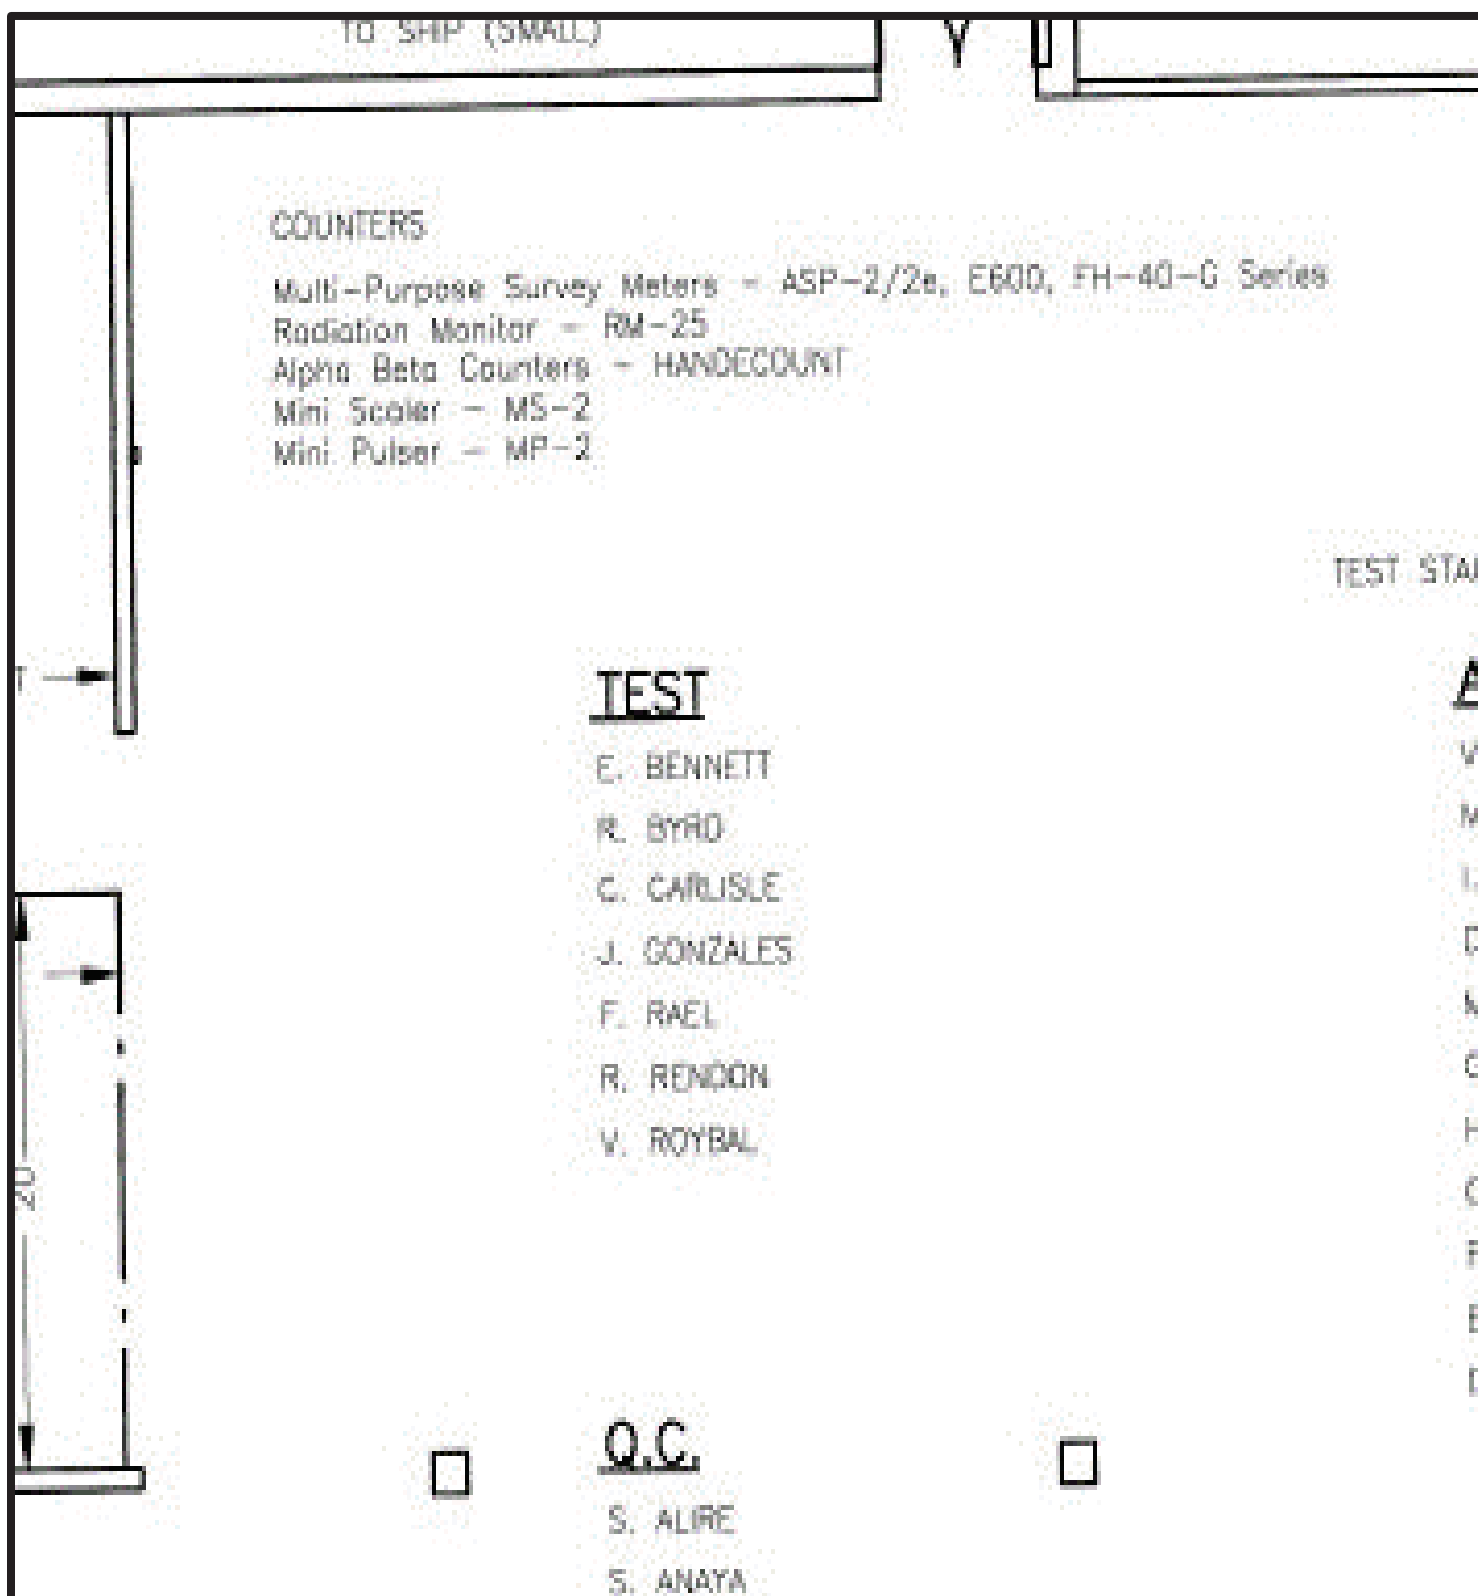 TO SHIP (SMALL)
COUNTERS
Multi-Purpose Survey Meters - ASP-2/2e, E600, FH-40-G Series
Radiation Monitor - RM-25
Alpha Beta Counters - HANDECOUNT
Mini Scaler - MS-2
Mini Pulser - MP-2
TEST
TEST
E. BENNETT
R. BYRD
C. CARLISLE
J. GONZALES
F. RAEL
R. RENDON
V. ROYBAL
20
Q.C.
S. ALIRE
S. ANAYA